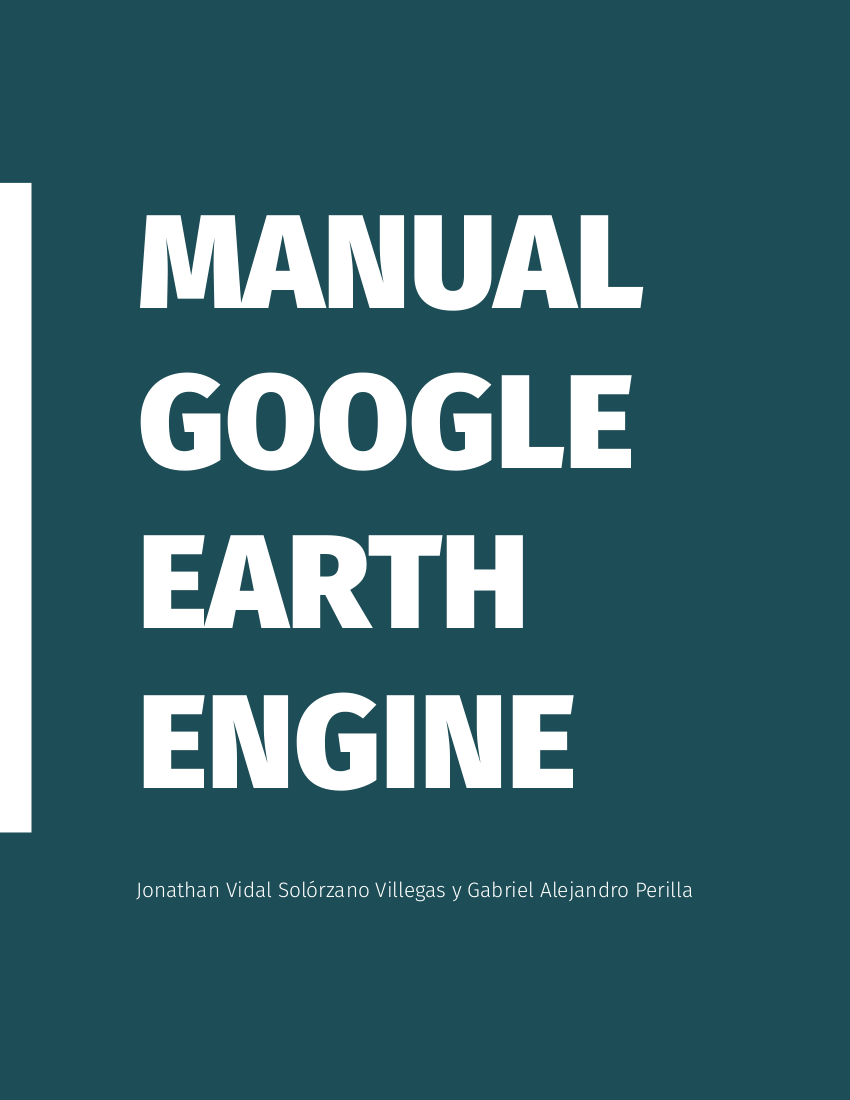 MANUAL
GOOGLE
EARTH
ENGINE
Jonathan Vidal Solórzano Villegas y Gabriel Alejandro Perilla